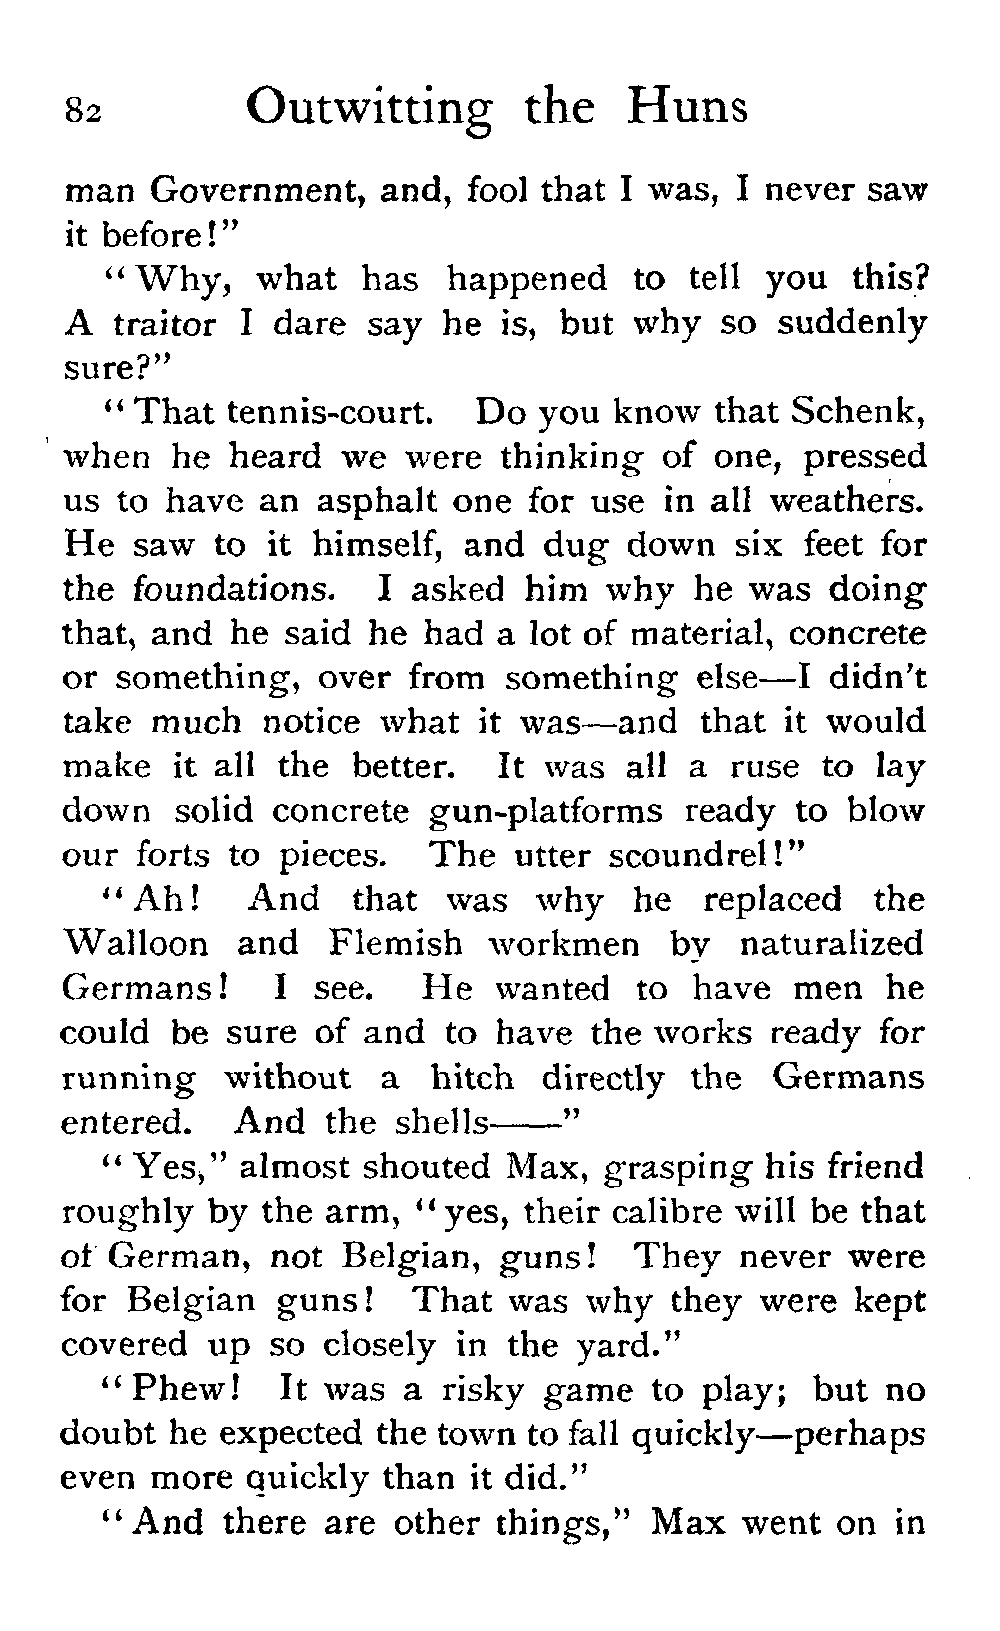 82 Outwitting the Huns
man Government, and, fool that I was, I never saw
it before!"
"Why, what has happened to tell you this?
A traitor I dare say he is, but why so suddenly
sure?"
"That tennis-court. Do you know that Schenk,
when he heard we were thinking of one, pressed
us to have an asphalt one for use in all weathers.
He saw to it himself, and dug down six feet for
the foundations. I asked him why he was doing
that, and he said he had a lot of material, concrete
or something, over from something else—I didn't
take much notice what it was—and that it would
make it all the better. It was all a ruse to lay
down solid concrete gun-platforms ready to blow
our forts to pieces. The utter scoundrel!"
"Ah! And that was why he replaced the
Walloon and Flemish workmen by naturalized
Germans! I see. He wanted to have men he
could be sure of and to have the works ready for
running without a hitch directly the Germans
entered. And the shells——"
"Yes," almost shouted Max, grasping his friend
roughly by the arm, "yes, their calibre will be that
of German, not Belgian, guns! They never were
for Belgian guns! That was why they were kept
covered up so closely in the yard."
"Phew! It was a risky game to play; but no
doubt he expected the town to fall quickly—perhaps
even more quickly than it did."
"And there are other things," Max went on in